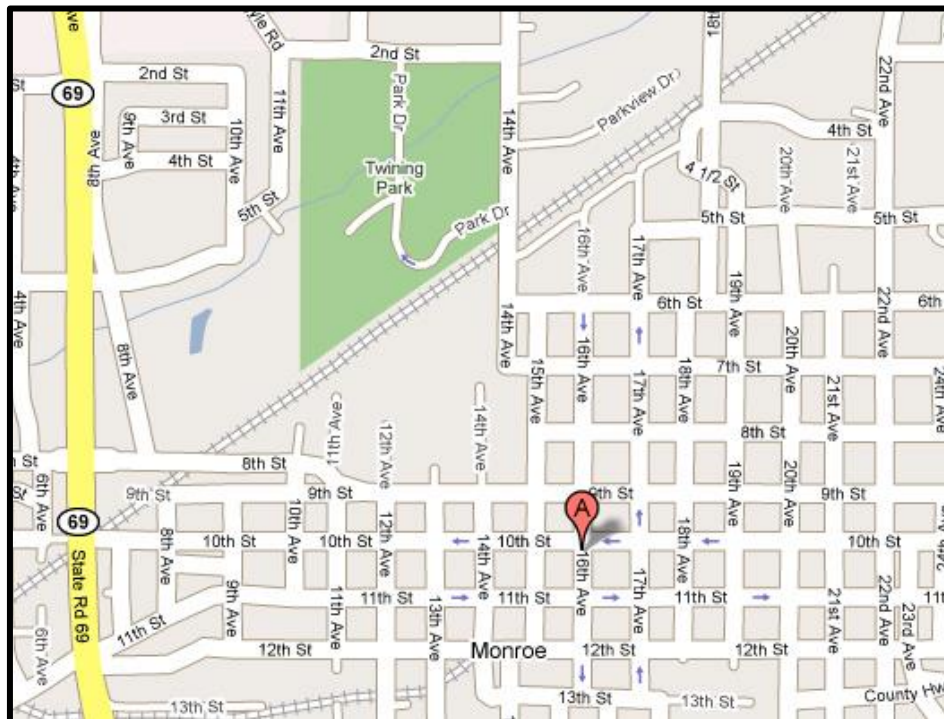 Ave
yle Rd
2nd St
18t
2nd St
St
69
3rd St
9th Ave
8th Ave
10th Ave
4th St
11th Ave
Park Dr
14th Ave
Parkview Dr
22nd Ave
4th St
4th
Twining
Park
4 1/2 St
20th Ave
21st Ave
5th St
Park Dr
5th St
5th St
16th Ave
17th Ave
19th Ave
4th Ave
6th St
6th
8th Ave
14th Ave
16th Ave
20th Ave
22nd Ave
7th St
15th Ave
17th Ave
18th Ave
21st Ave
24th Ave
11th Ave
12th Ave
14th Ave
8th St
h St
8th St
6th Ave
9th St
9th St
9th St
9th St
19th Ave
20th Ave
69
A
10th Ave
12th Ave
10th St
10th St
10th St
10th St
8th Ave
14th Ave
16th Ave
18th Ave
State Rd 69
9th Ave
11th Ave
11th St
11th St
11th St
11t
13th Ave
17th Ave
21st Ave
22nd Ave
23rd Ave
6th Ave
11th St
12th St
Monroe
12th St
13th St
13th St
13th St
County Hw